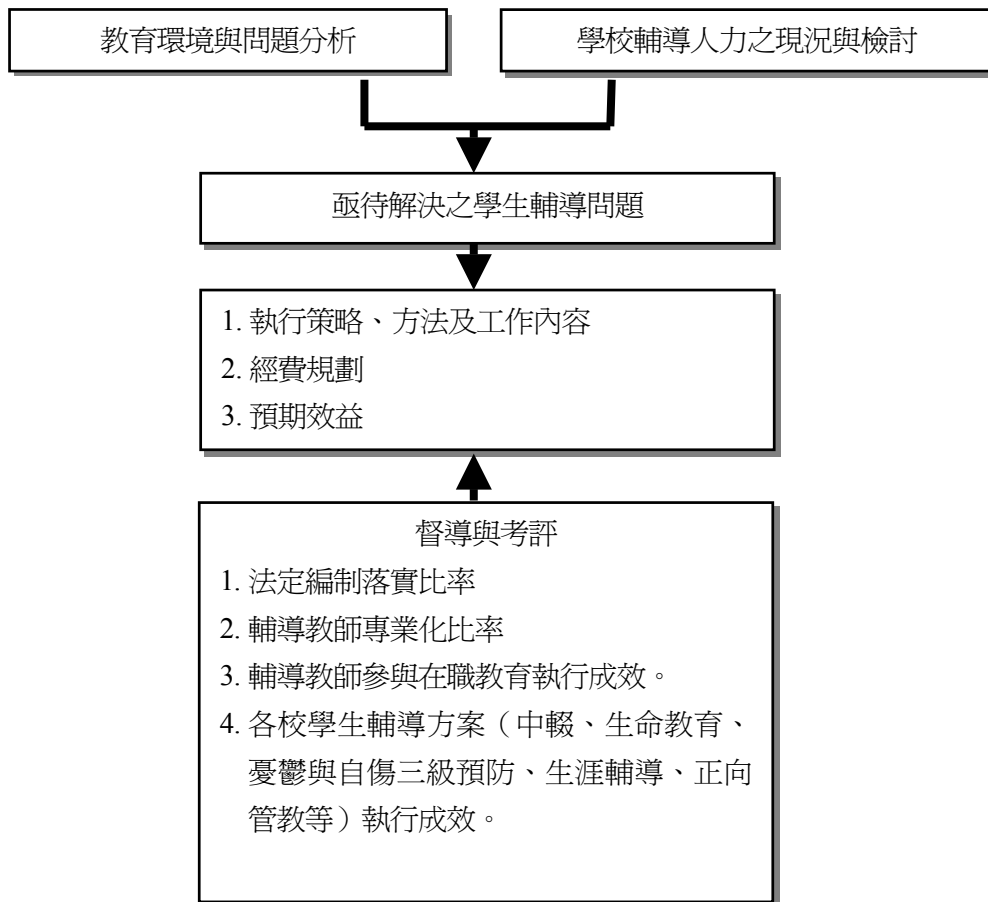 教育環境與問題分析
學校輔導人力之現況與檢討
亟待解決之學生輔導問題
1. 執行策略、方法及工作內容
2. 經費規劃
3. 預期效益
督導與考評
1. 法定編制落實比率
2. 輔導教師專業化比率
3. 輔導教師參與在職教育執行成效。
4. 各校學生輔導方案（中輟、生命教育、
憂鬱與自傷三級預防、生涯輔導、正向
管教等）執行成效。